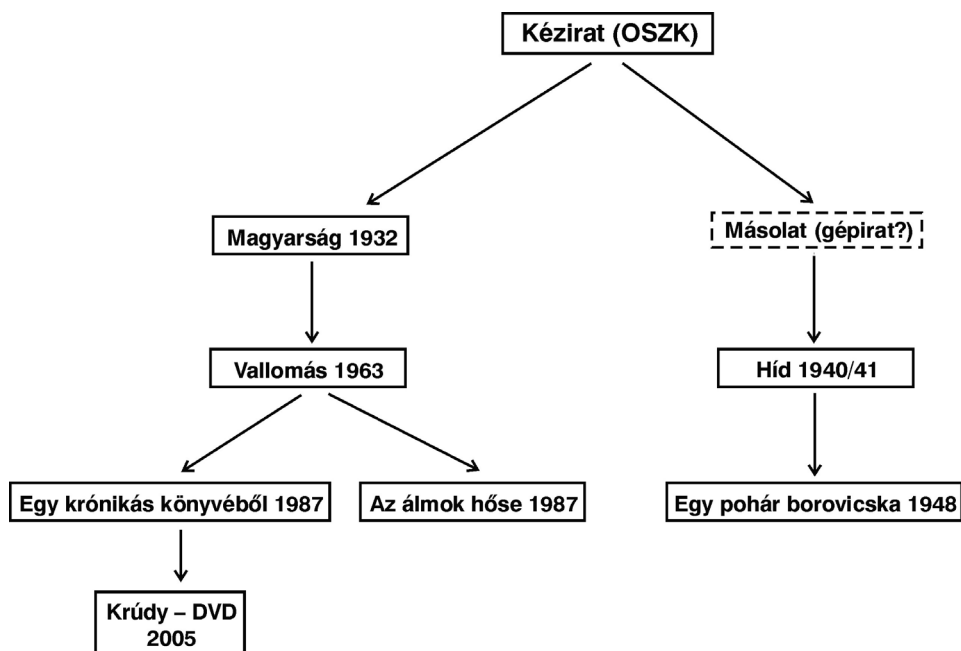 Kézirat (OSZK)
Magyarság 1932
Másolat (gépirat?)
Vallomás 1963
Híd 1940/41
Egy krónikás könyvéből 1987
Az álmok hőse 1987
Egy pohár borovicska 1948
Krúdy – DVD
2005